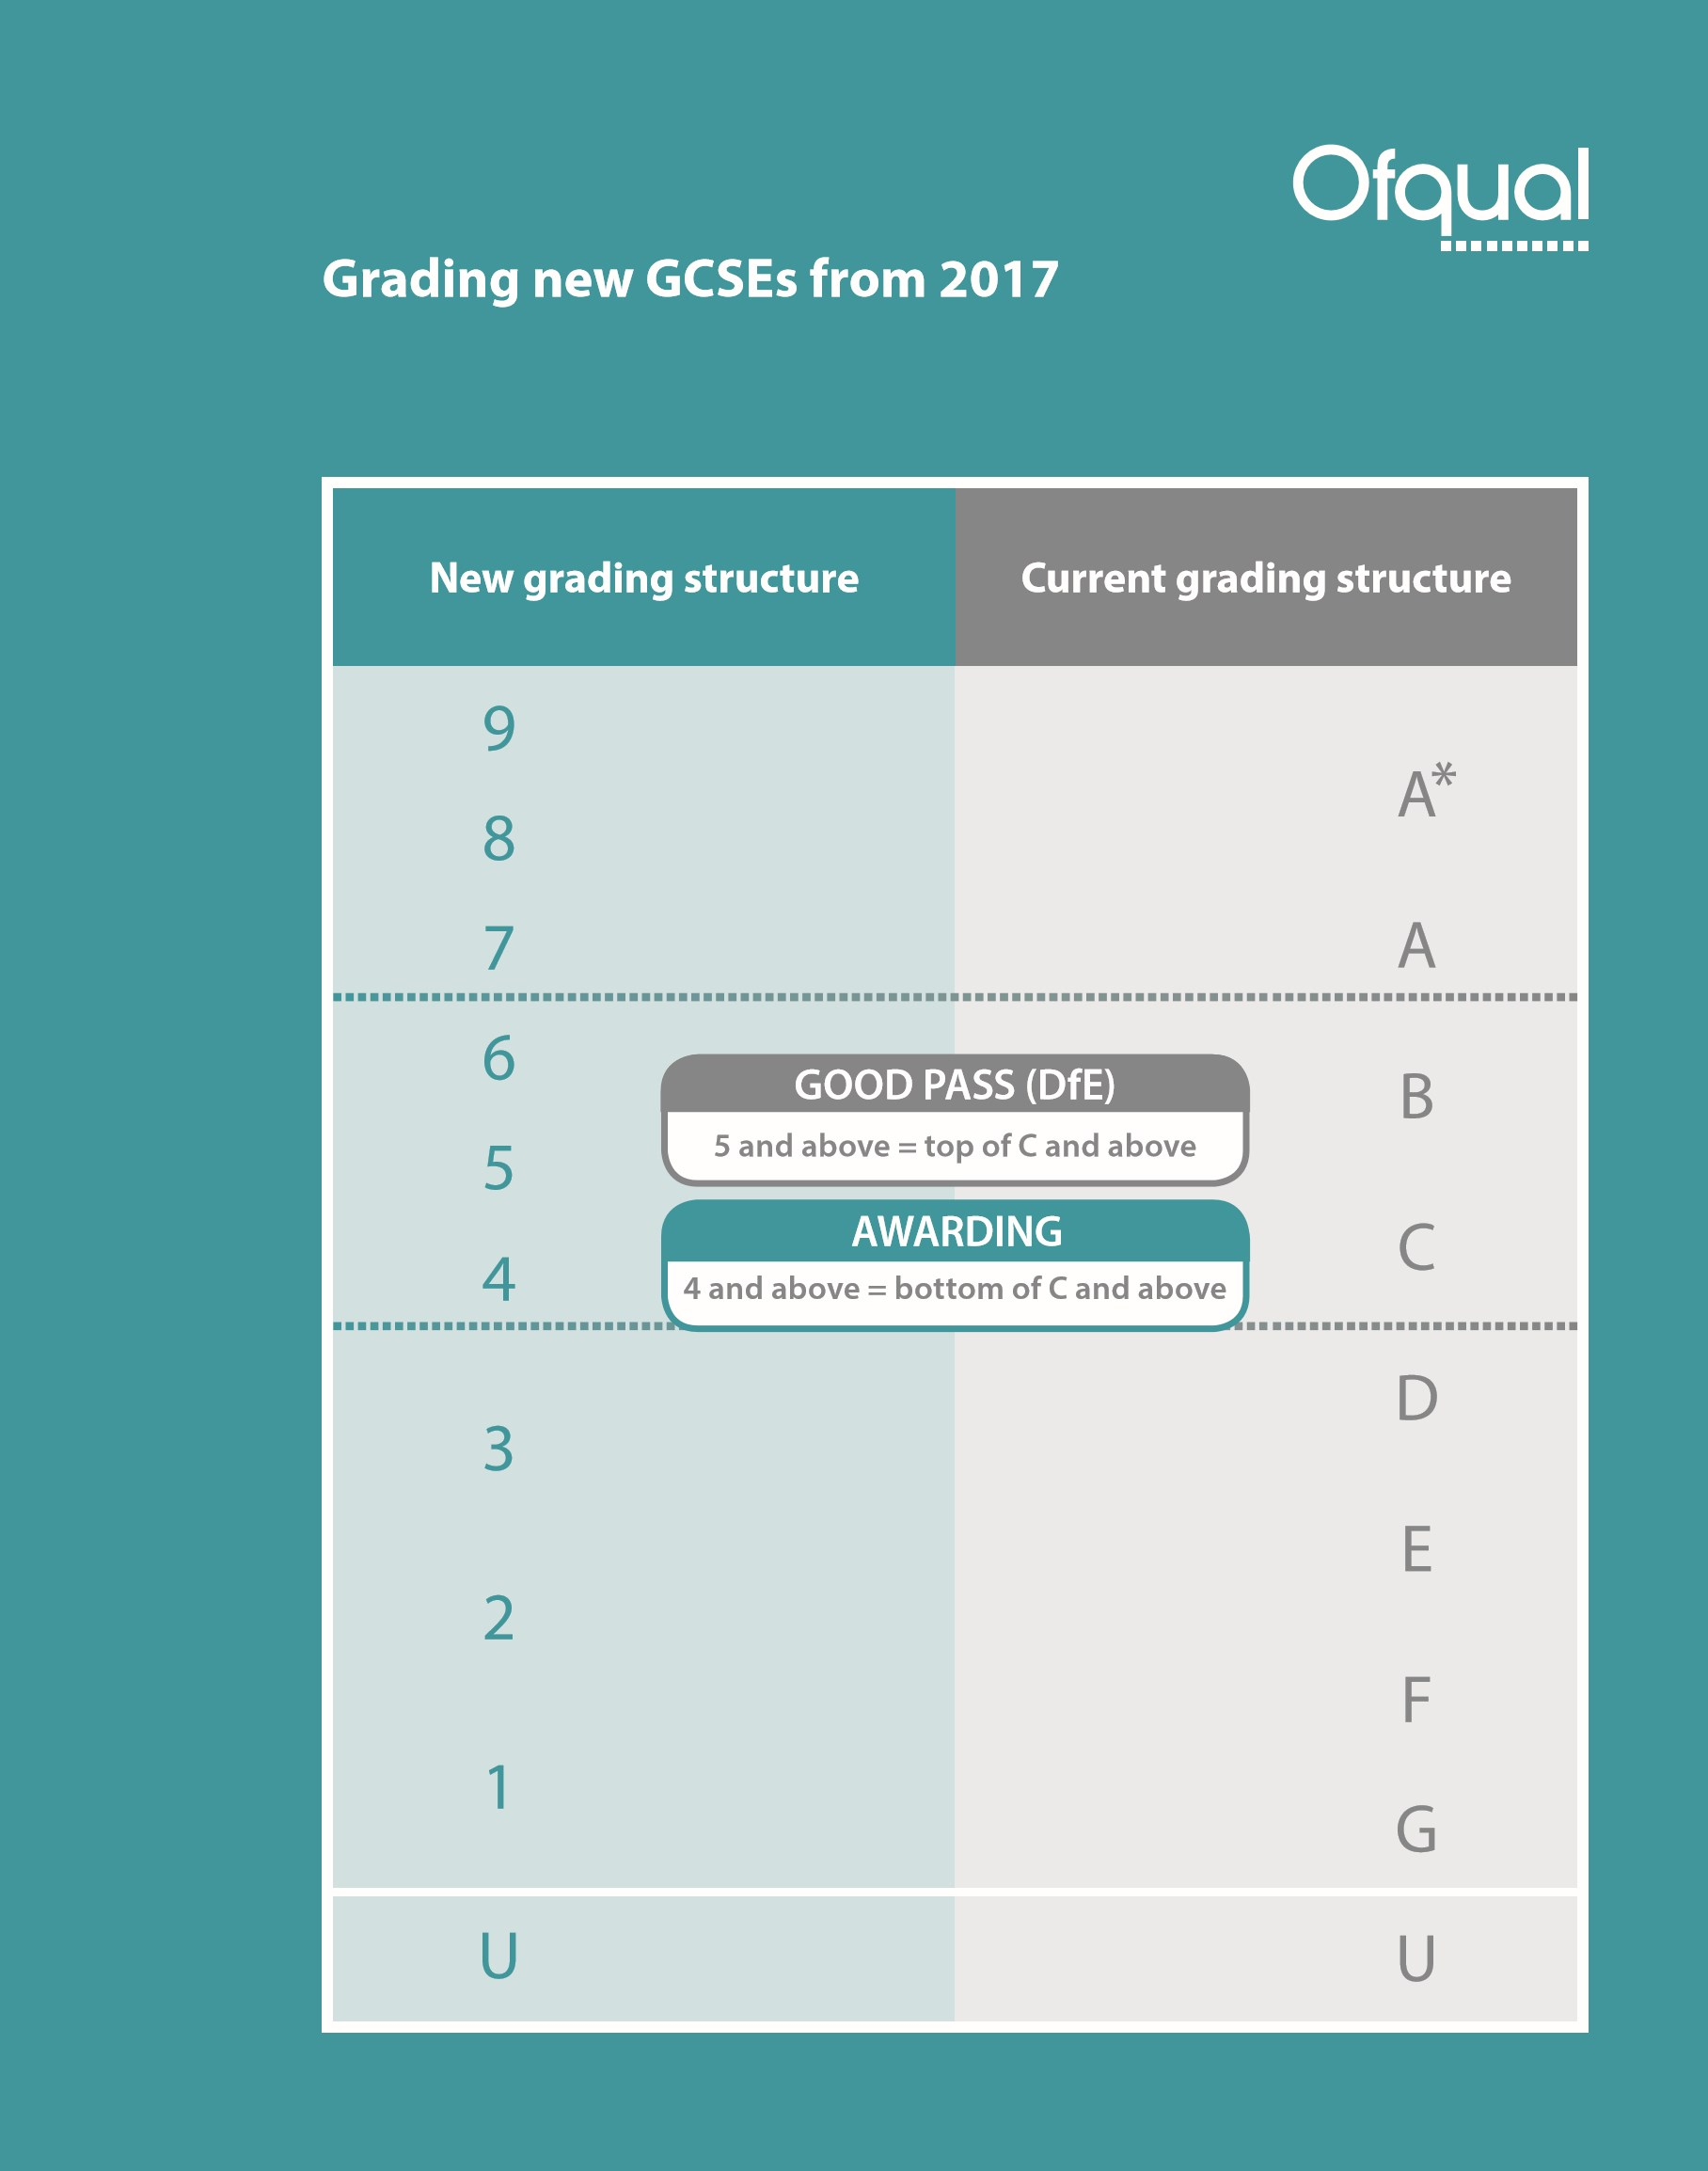 Ofqual
Grading new GCSEs from 2017
New grading structure
Current grading structure
9
A*
8
7
A
6
GOOD PASS (DfE)
B
5 and above = top of C and above
5
AWARDING
C
4
4 and above = bottom of C and above
D
3
E
2
F
1
G
U
U